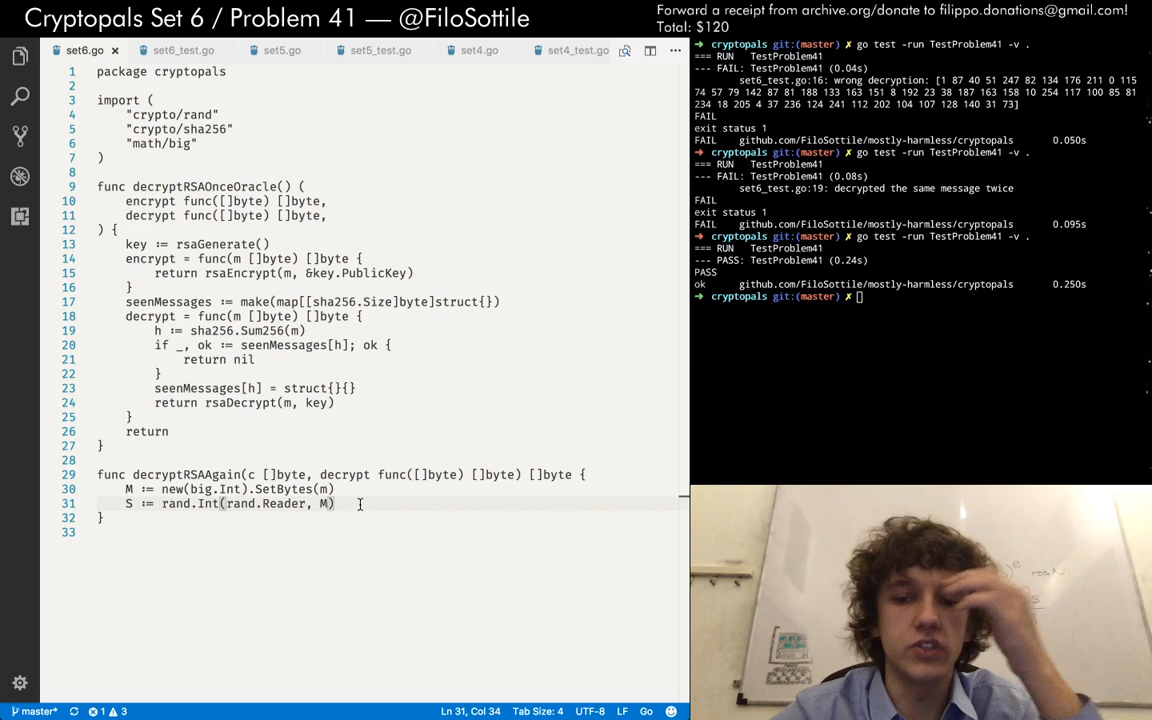 Cryptopals Set 6 / Problem 41 — @FiloSottile
Forward a receipt from archive.org/donate to filippo.donations@gmail.com!
Total: $120
set6.go
set6_test.go
set5.go
set5_test.go
set4.go
set4_test.go
1 package cryptopals
2
3 import (
4 "crypto/rand"
5 "crypto/sha256"
6 "math/big"
7 )
8
9 func decryptRSAOnceOracle() (
10 encrypt func([]byte) []byte,
11 decrypt func([]byte) []byte,
12 ) {
13 key := rsaGenerate()
14 encrypt = func(m []byte) []byte {
15 return rsaEncrypt(m, &key.PublicKey)
16 }
17 seenMessages := make(map[[sha256.Size]byte]struct{})
18 decrypt = func(m []byte) []byte {
19 h := sha256.Sum256(m)
20 if _, ok := seenMessages[h]; ok {
21 return nil
22 }
23 seenMessages[h] = struct{}{}
24 return rsaDecrypt(m, key)
25 }
26 return
27 }
28
29 func decryptRSAAgain(c []byte, decrypt func([]byte) []byte) []byte {
30 M := new(big.Int).SetBytes(m)
31 S := rand.Int(rand.Reader, M)
32 }
33
➜ cryptopals git:(master) ✗ go test -run TestProblem41 -v .
=== RUN TestProblem41
--- FAIL: TestProblem41 (0.04s)
set6_test.go:16: wrong decryption: [1 87 40 51 247 82 134 176 211 0 115
74 57 79 142 87 81 188 133 163 151 8 192 23 38 187 163 158 10 254 117 100 85 81
234 18 205 4 37 236 124 241 112 202 104 107 128 140 31 73]
FAIL
exit status 1
FAIL github.com/FiloSottile/mostly-harmless/cryptopals 0.050s
➜ cryptopals git:(master) ✗ go test -run TestProblem41 -v .
=== RUN TestProblem41
--- FAIL: TestProblem41 (0.08s)
set6_test.go:19: decrypted the same message twice
FAIL
exit status 1
FAIL github.com/FiloSottile/mostly-harmless/cryptopals 0.095s
➜ cryptopals git:(master) ✗ go test -run TestProblem41 -v .
=== RUN TestProblem41
--- PASS: TestProblem41 (0.24s)
PASS
ok github.com/FiloSottile/mostly-harmless/cryptopals 0.250s
➜ cryptopals git:(master) ✗
master* 1 3 Ln 31, Col 34 Tab Size: 4 UTF-8 LF Go